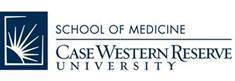 SCHOOL OF MEDICINE
CASE WESTERN RESERVE
UNIVERSITY